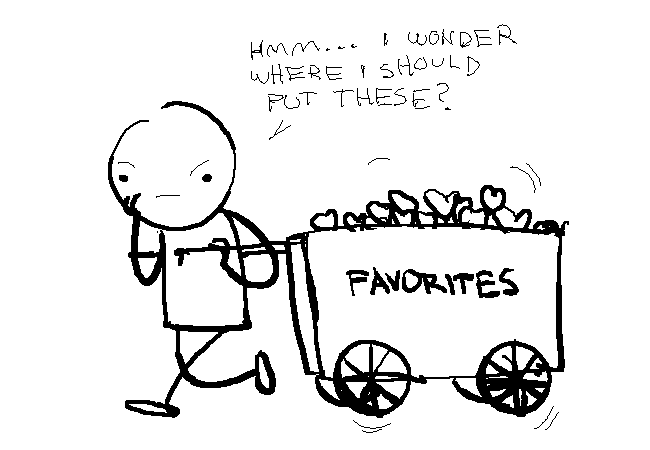 HMM... I WONDER
WHERE I SHOULD
PUT THESE?
FAVORITES